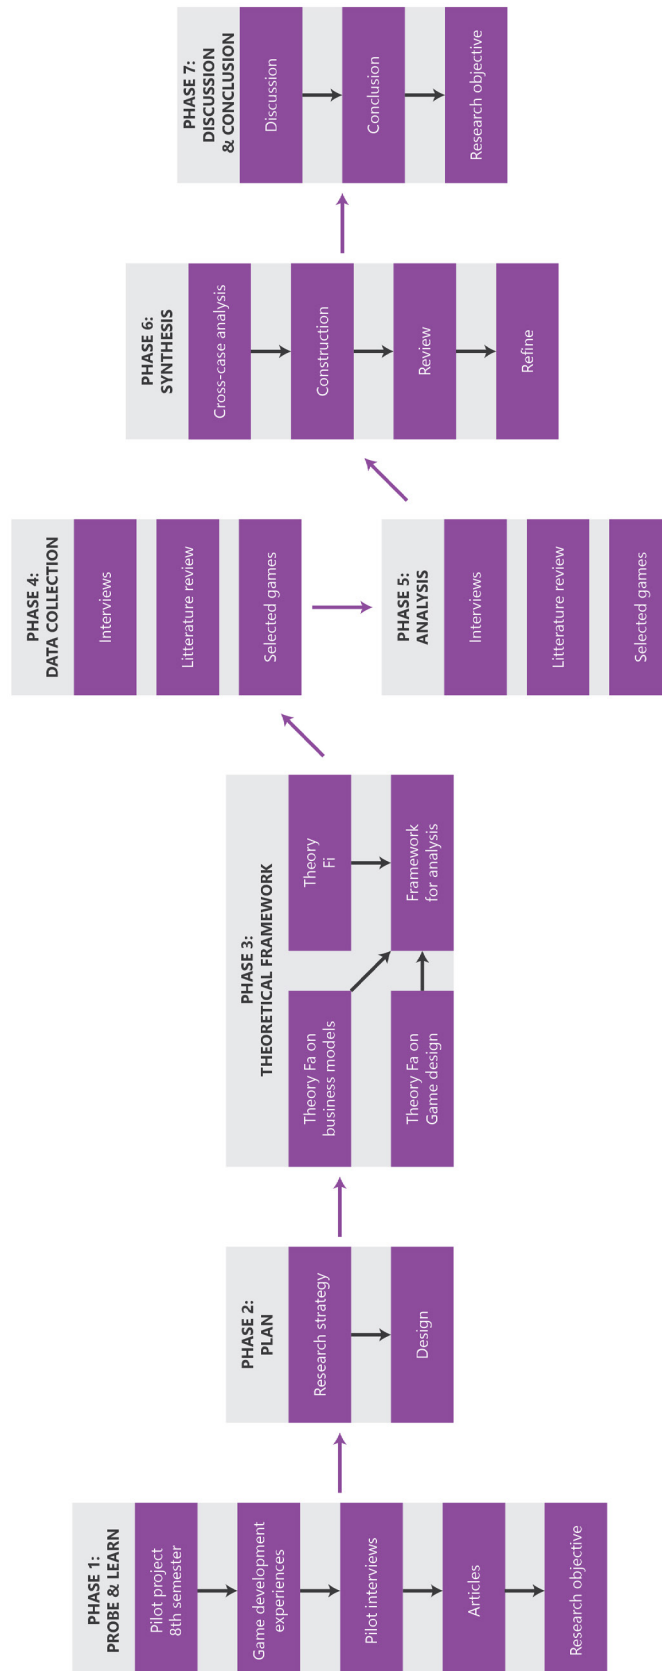 PHASE 1:
PROBE & LEARN
Pilot project
8th semester
Game development
experiences
Pilot interviews
Articles
Research objective
PHASE 2:
PLAN
Research strategy
Design
PHASE 3:
THEORETICAL FRAMEWORK
Theory Fa on
business models
Theory
Fi
Theory Fa on
Game design
Framework
for analysis
PHASE 4:
DATA COLLECTION
Interviews
Litterature review
Selected games
PHASE 5:
ANALYSIS
Interviews
Litterature review
Selected games
PHASE 6:
SYNTHESIS
Cross-case analysis
Construction
Review
Refine
PHASE 7:
DISCUSSION
& CONCLUSION
Discussion
Conclusion
Research objective